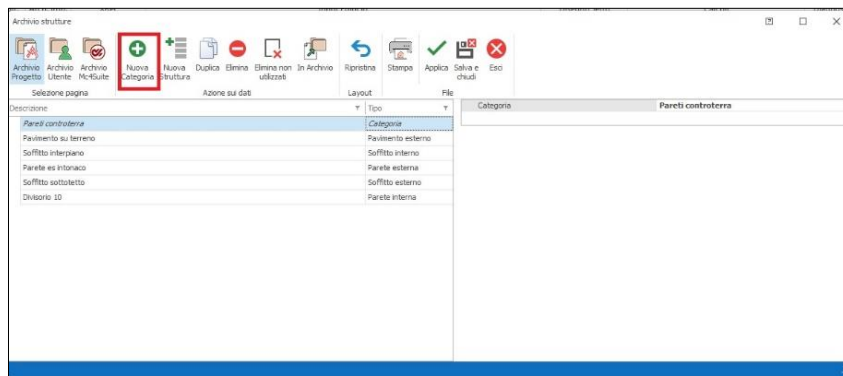 Archivio strutture
Archivio Progetto
Archivio Utente
Archivio Mc4Suite
Nuova Categoria
Nuova Struttura
Duplica
Elimina
Elimina non utilizzati
In Archivio
Ripristina
Stampa
Applica
Salva e chiudi
Esci
Selezione pagina
Azione sui dati
Layout
File
Descrizione Tipo
Categoria Pareti controterra
Pareti controterra Categoria
Pavimento su terreno Pavimento esterno
Soffitto interpiano Soffitto interno
Parete es intonaco Parete esterna
Soffitto sottotetto Soffitto esterno
Divisorio 10 Parete interna